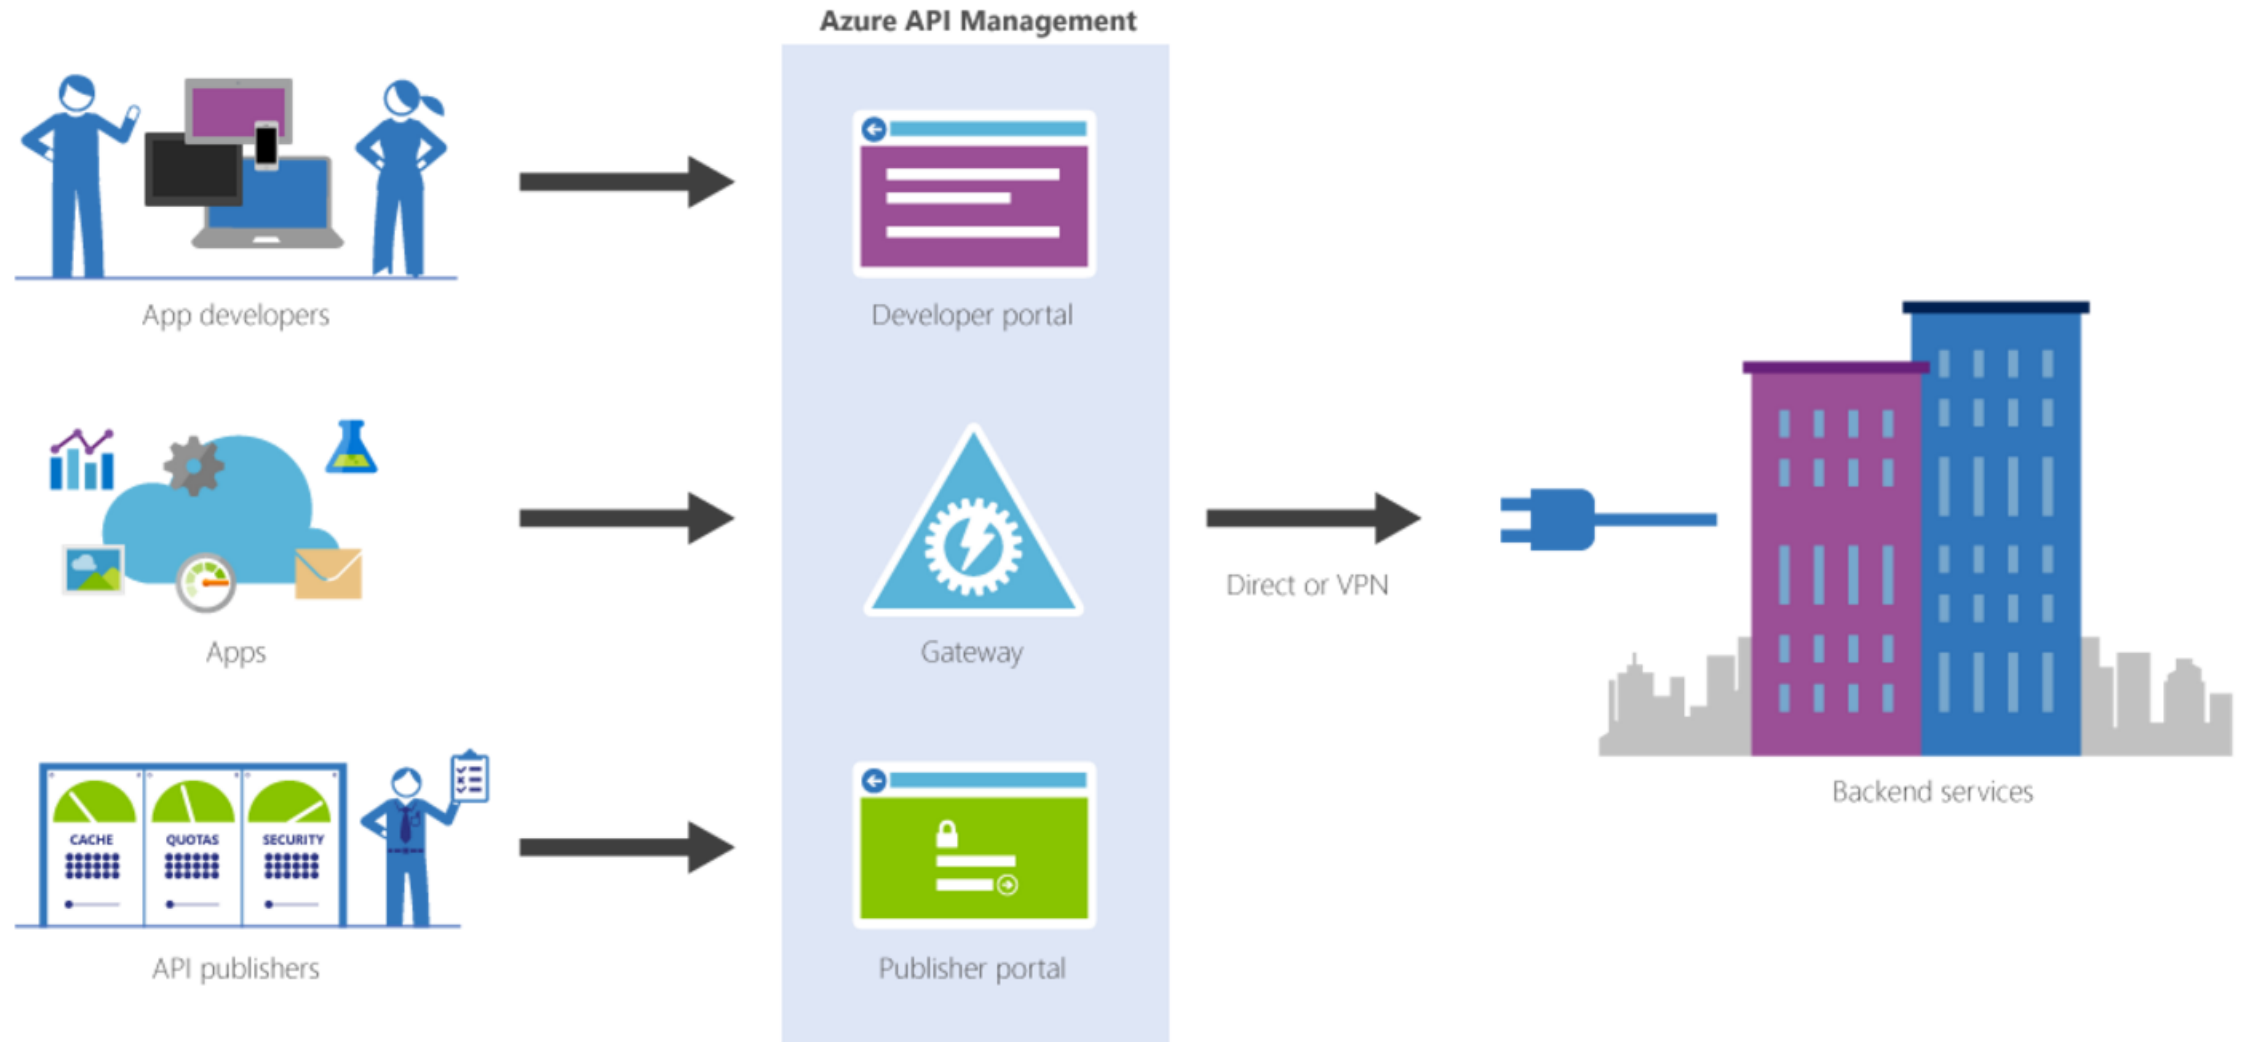 Azure API Management
App developers
Developer portal
Apps
Gateway
Direct or VPN
Backend services
CACHE
QUOTAS
SECURITY
API publishers
Publisher portal